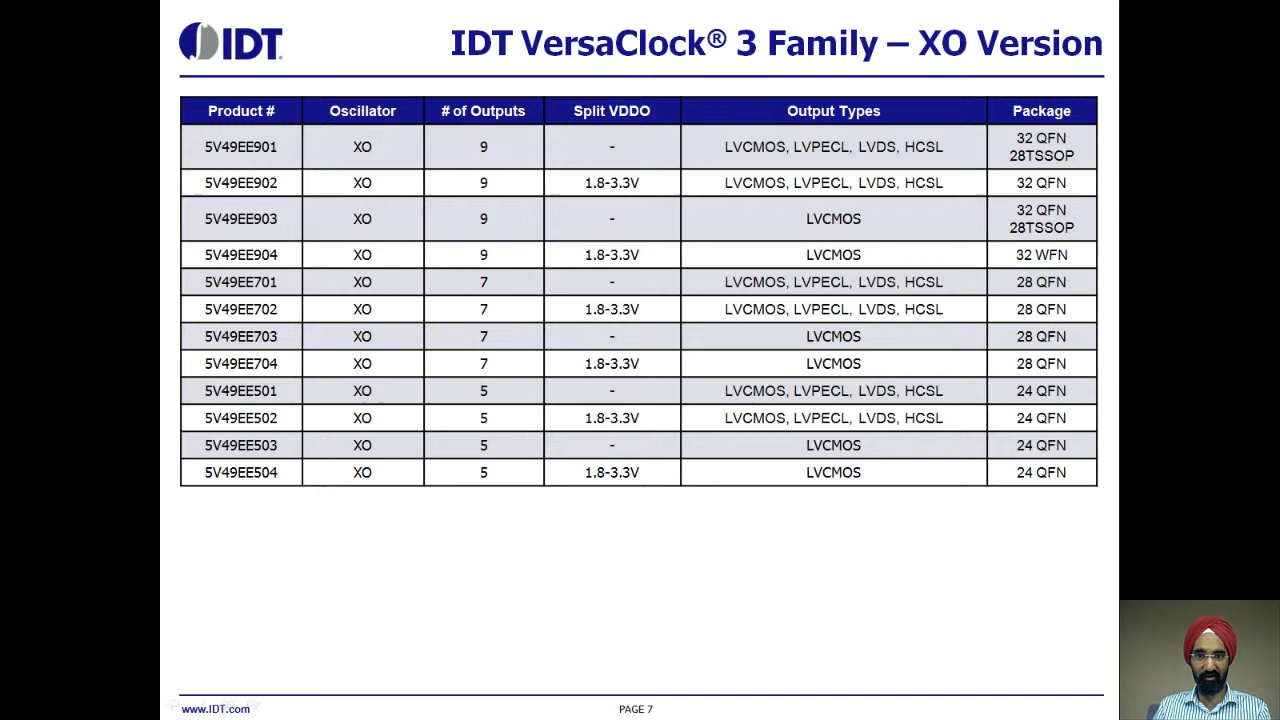 IDT
IDT VersaClock® 3 Family – XO Version
Product # Oscillator # of Outputs Split VDDO Output Types Package
5V49EE901 XO 9 - LVCMOS, LVPECL, LVDS, HCSL 32 QFN
28TSSOP
5V49EE902 XO 9 1.8-3.3V LVCMOS, LVPECL, LVDS, HCSL 32 QFN
5V49EE903 XO 9 - LVCMOS 32 QFN
28TSSOP
5V49EE904 XO 9 1.8-3.3V LVCMOS 32 WFN
5V49EE701 XO 7 - LVCMOS, LVPECL, LVDS, HCSL 28 QFN
5V49EE702 XO 7 1.8-3.3V LVCMOS, LVPECL, LVDS, HCSL 28 QFN
5V49EE703 XO 7 - LVCMOS 28 QFN
5V49EE704 XO 7 1.8-3.3V LVCMOS 28 QFN
5V49EE501 XO 5 - LVCMOS, LVPECL, LVDS, HCSL 24 QFN
5V49EE502 XO 5 1.8-3.3V LVCMOS, LVPECL, LVDS, HCSL 24 QFN
5V49EE503 XO 5 - LVCMOS 24 QFN
5V49EE504 XO 5 1.8-3.3V LVCMOS 24 QFN
www.IDT.com PAGE 7